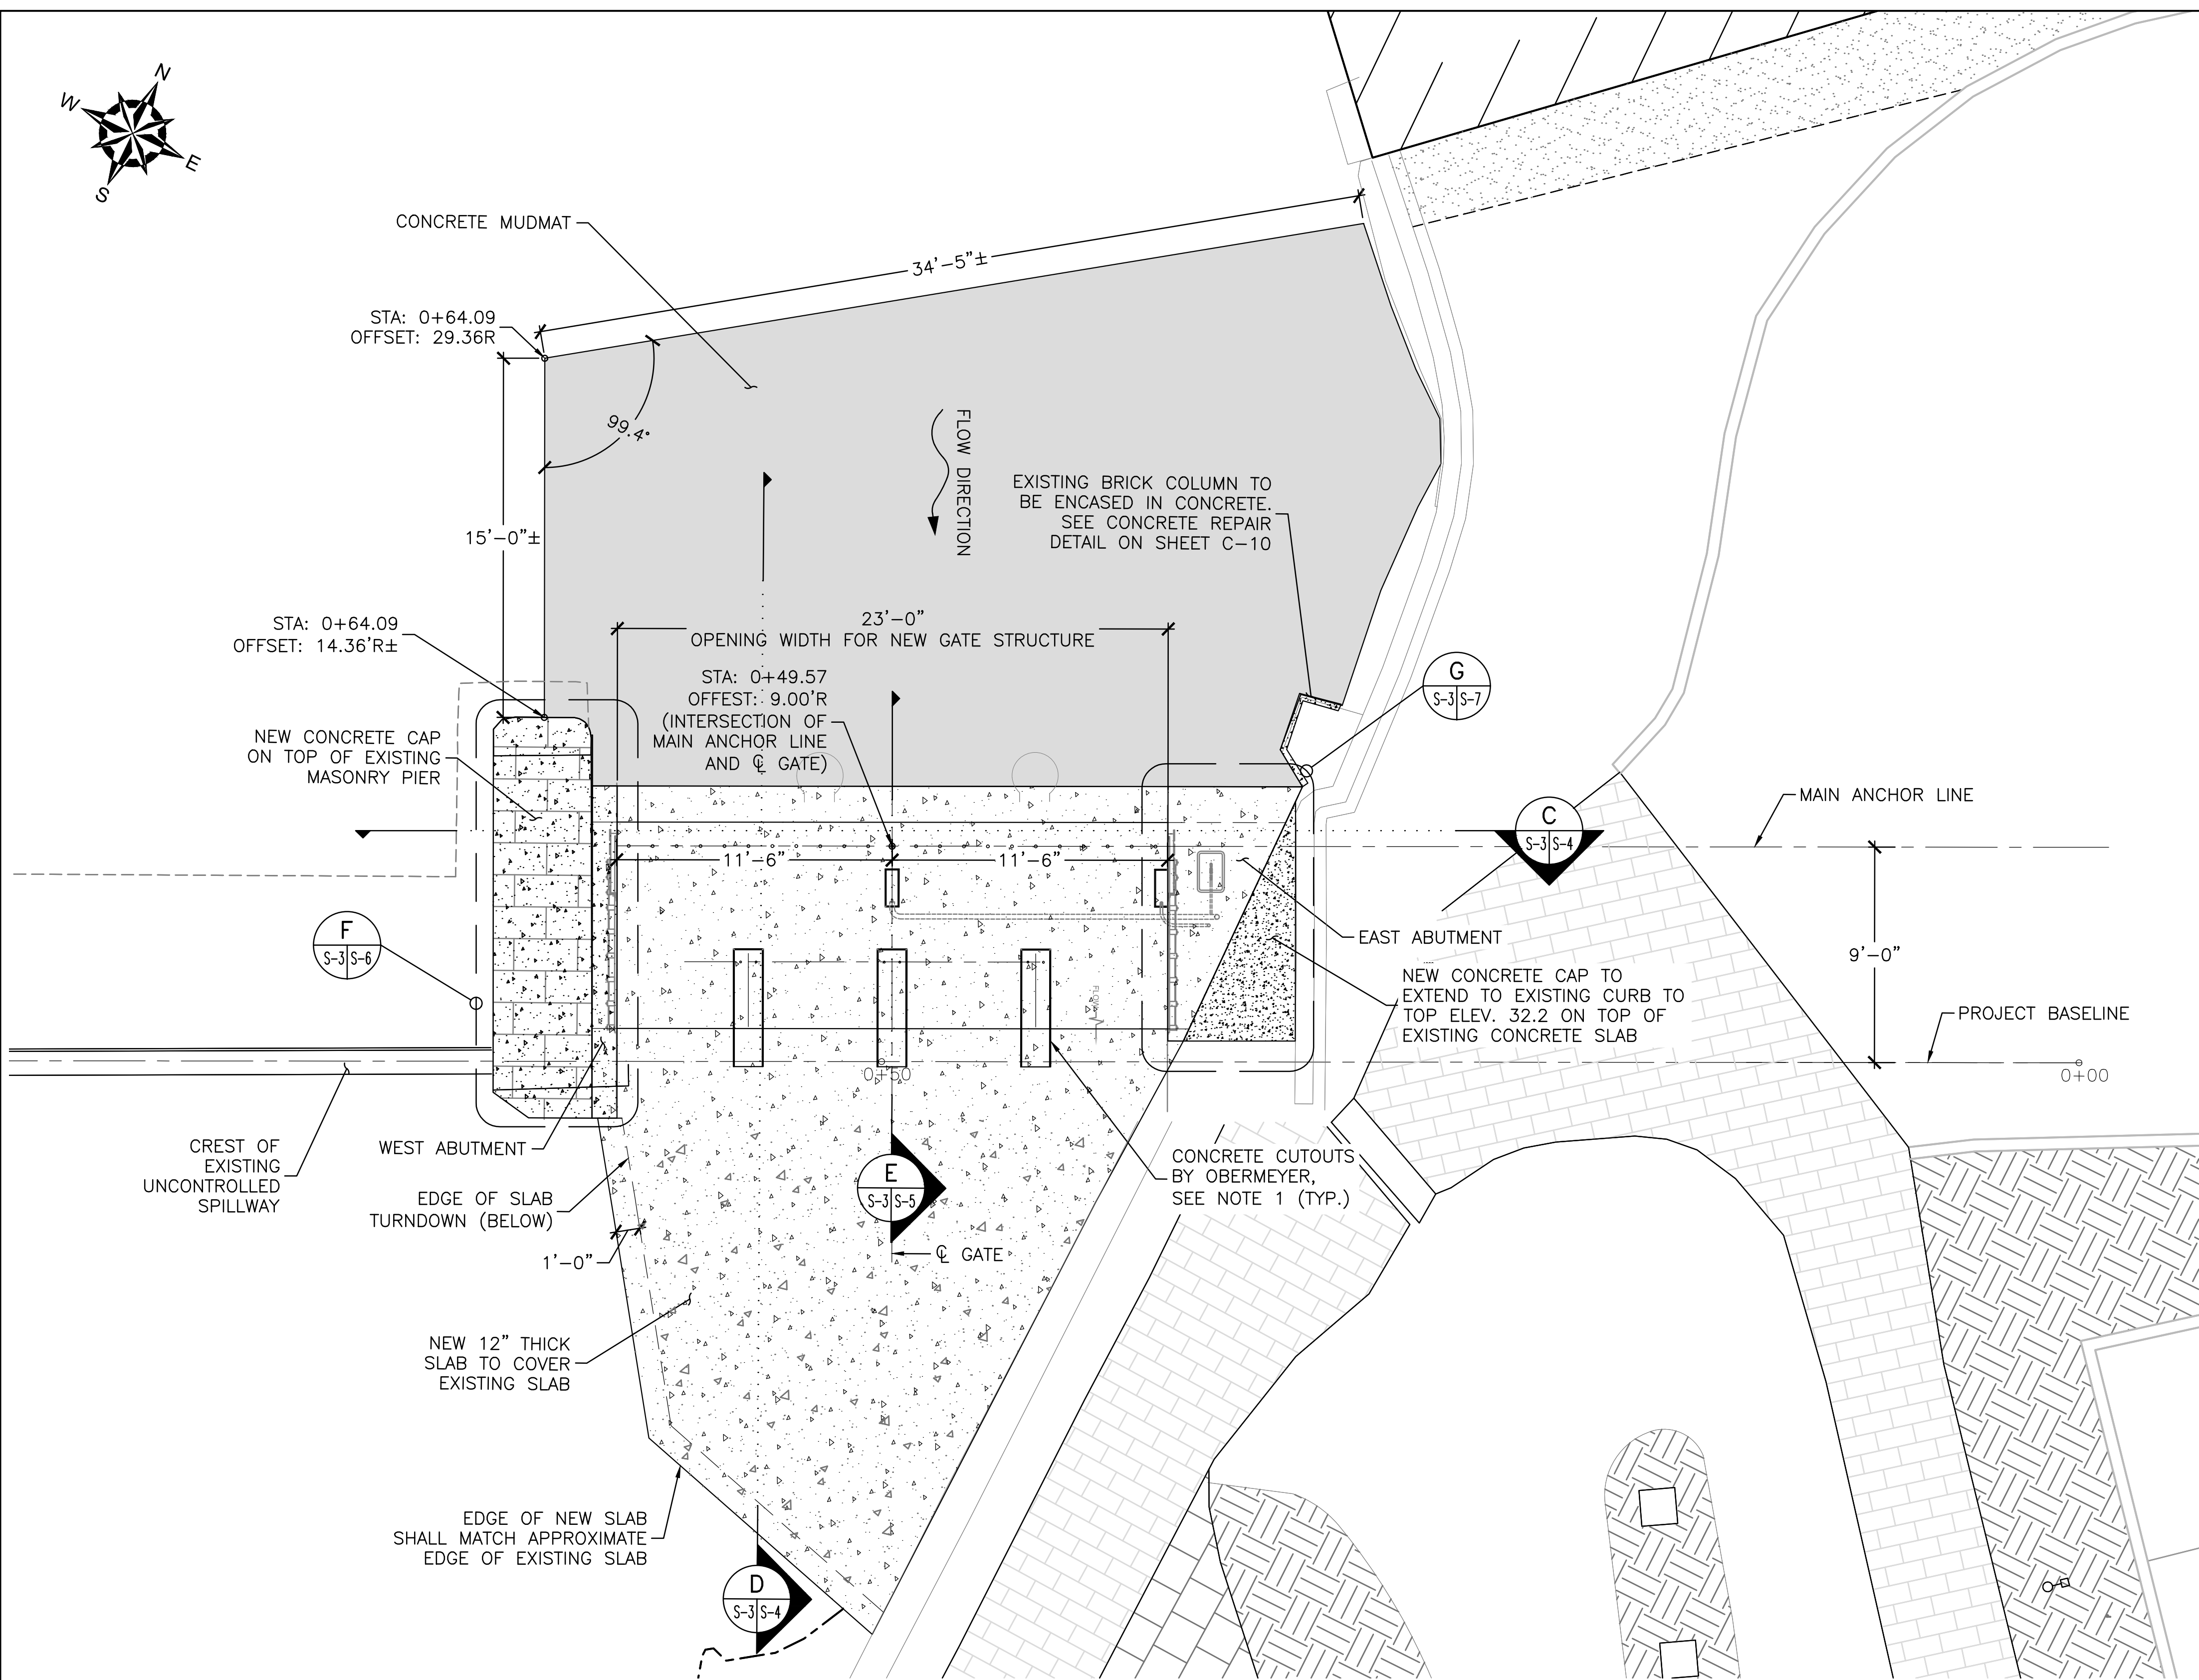 N
W
E
S
CONCRETE MUDMAT
34'-5"±
STA: 0+64.09
OFFSET: 29.36R
99.4°
FLOW DIRECTION
15'-0"±
EXISTING BRICK COLUMN TO
BE ENCASED IN CONCRETE.
SEE CONCRETE REPAIR
DETAIL ON SHEET C-10
STA: 0+64.09
OFFSET: 14.36'R±
23'-0"
OPENING WIDTH FOR NEW GATE STRUCTURE
STA: 0+49.57
OFFEST: 9.00'R
(INTERSECTION OF
MAIN ANCHOR LINE
AND ℄ GATE)
G
S-3 S-7
NEW CONCRETE CAP
ON TOP OF EXISTING
MASONRY PIER
MAIN ANCHOR LINE
C
S-3 S-4
11'-6"
11'-6"
F
S-3 S-6
EAST ABUTMENT
9'-0"
NEW CONCRETE CAP TO
EXTEND TO EXISTING CURB TO
TOP ELEV. 32.2 ON TOP OF
EXISTING CONCRETE SLAB
FLOW
PROJECT BASELINE
0+50
0+00
CREST OF
EXISTING
UNCONTROLLED
SPILLWAY
WEST ABUTMENT
CONCRETE CUTOUTS
BY OBERMEYER,
SEE NOTE 1 (TYP.)
E
S-3 S-5
EDGE OF SLAB
TURNDOWN (BELOW)
1'-0"
℄ GATE
NEW 12" THICK
SLAB TO COVER
EXISTING SLAB
EDGE OF NEW SLAB
SHALL MATCH APPROXIMATE
EDGE OF EXISTING SLAB
D
S-3 S-4